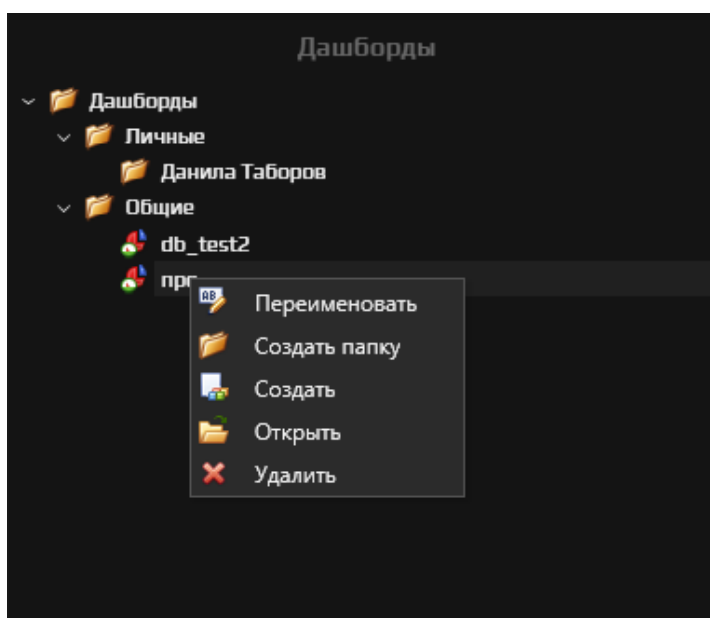 Дашборды
Дашборды
Личные
Данила Таборов
Общие
db_test2
Переименовать
Создать папку
Создать
Открыть
Удалить